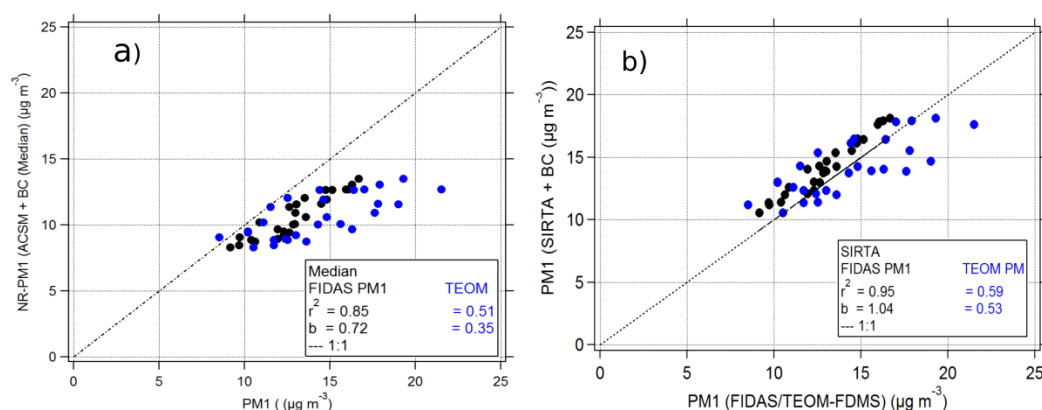 a)
NR-PM1 (ACSM + BC (Median) (µg m⁻³)
25
20
15
10
5
0
0 5 10 15 20 25
PM1 ( (µg m⁻³)
Median
FIDAS PM1 TEOM
r² = 0.85 = 0.51
b = 0.72 = 0.35
--- 1:1
b)
PM1 (SIRTA + BC (µg m⁻³))
25
20
15
10
5
0
0 5 10 15 20 25
PM1 (FIDAS/TEOM-FDMS) (µg m⁻³)
SIRTA
FIDAS PM1 TEOM PM
r² = 0.95 = 0.59
b = 1.04 = 0.53
--- 1:1